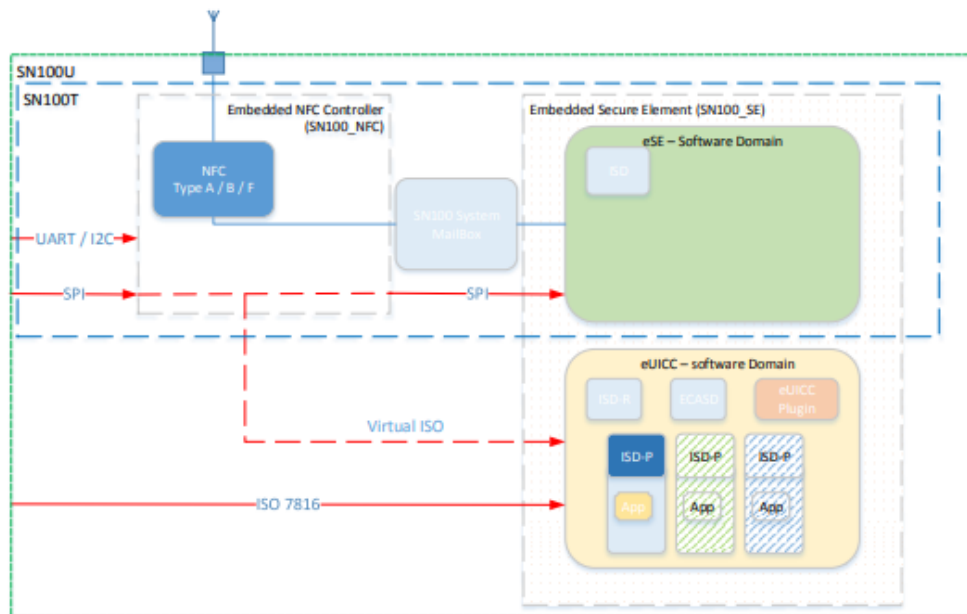 SN100U
SN100T
Embedded NFC Controller
(SN100_NFC)
Embedded Secure Element (SN100_SE)
eSE – Software Domain
ISD
NFC
Type A / B / F
SN100 System
MailBox
UART / I2C
SPI
SPI
eUICC – software Domain
ISD-R
ECASD
eUICC
Plugin
Virtual ISO
ISD-P
ISD-P
ISD-P
App
App
App
ISO 7816